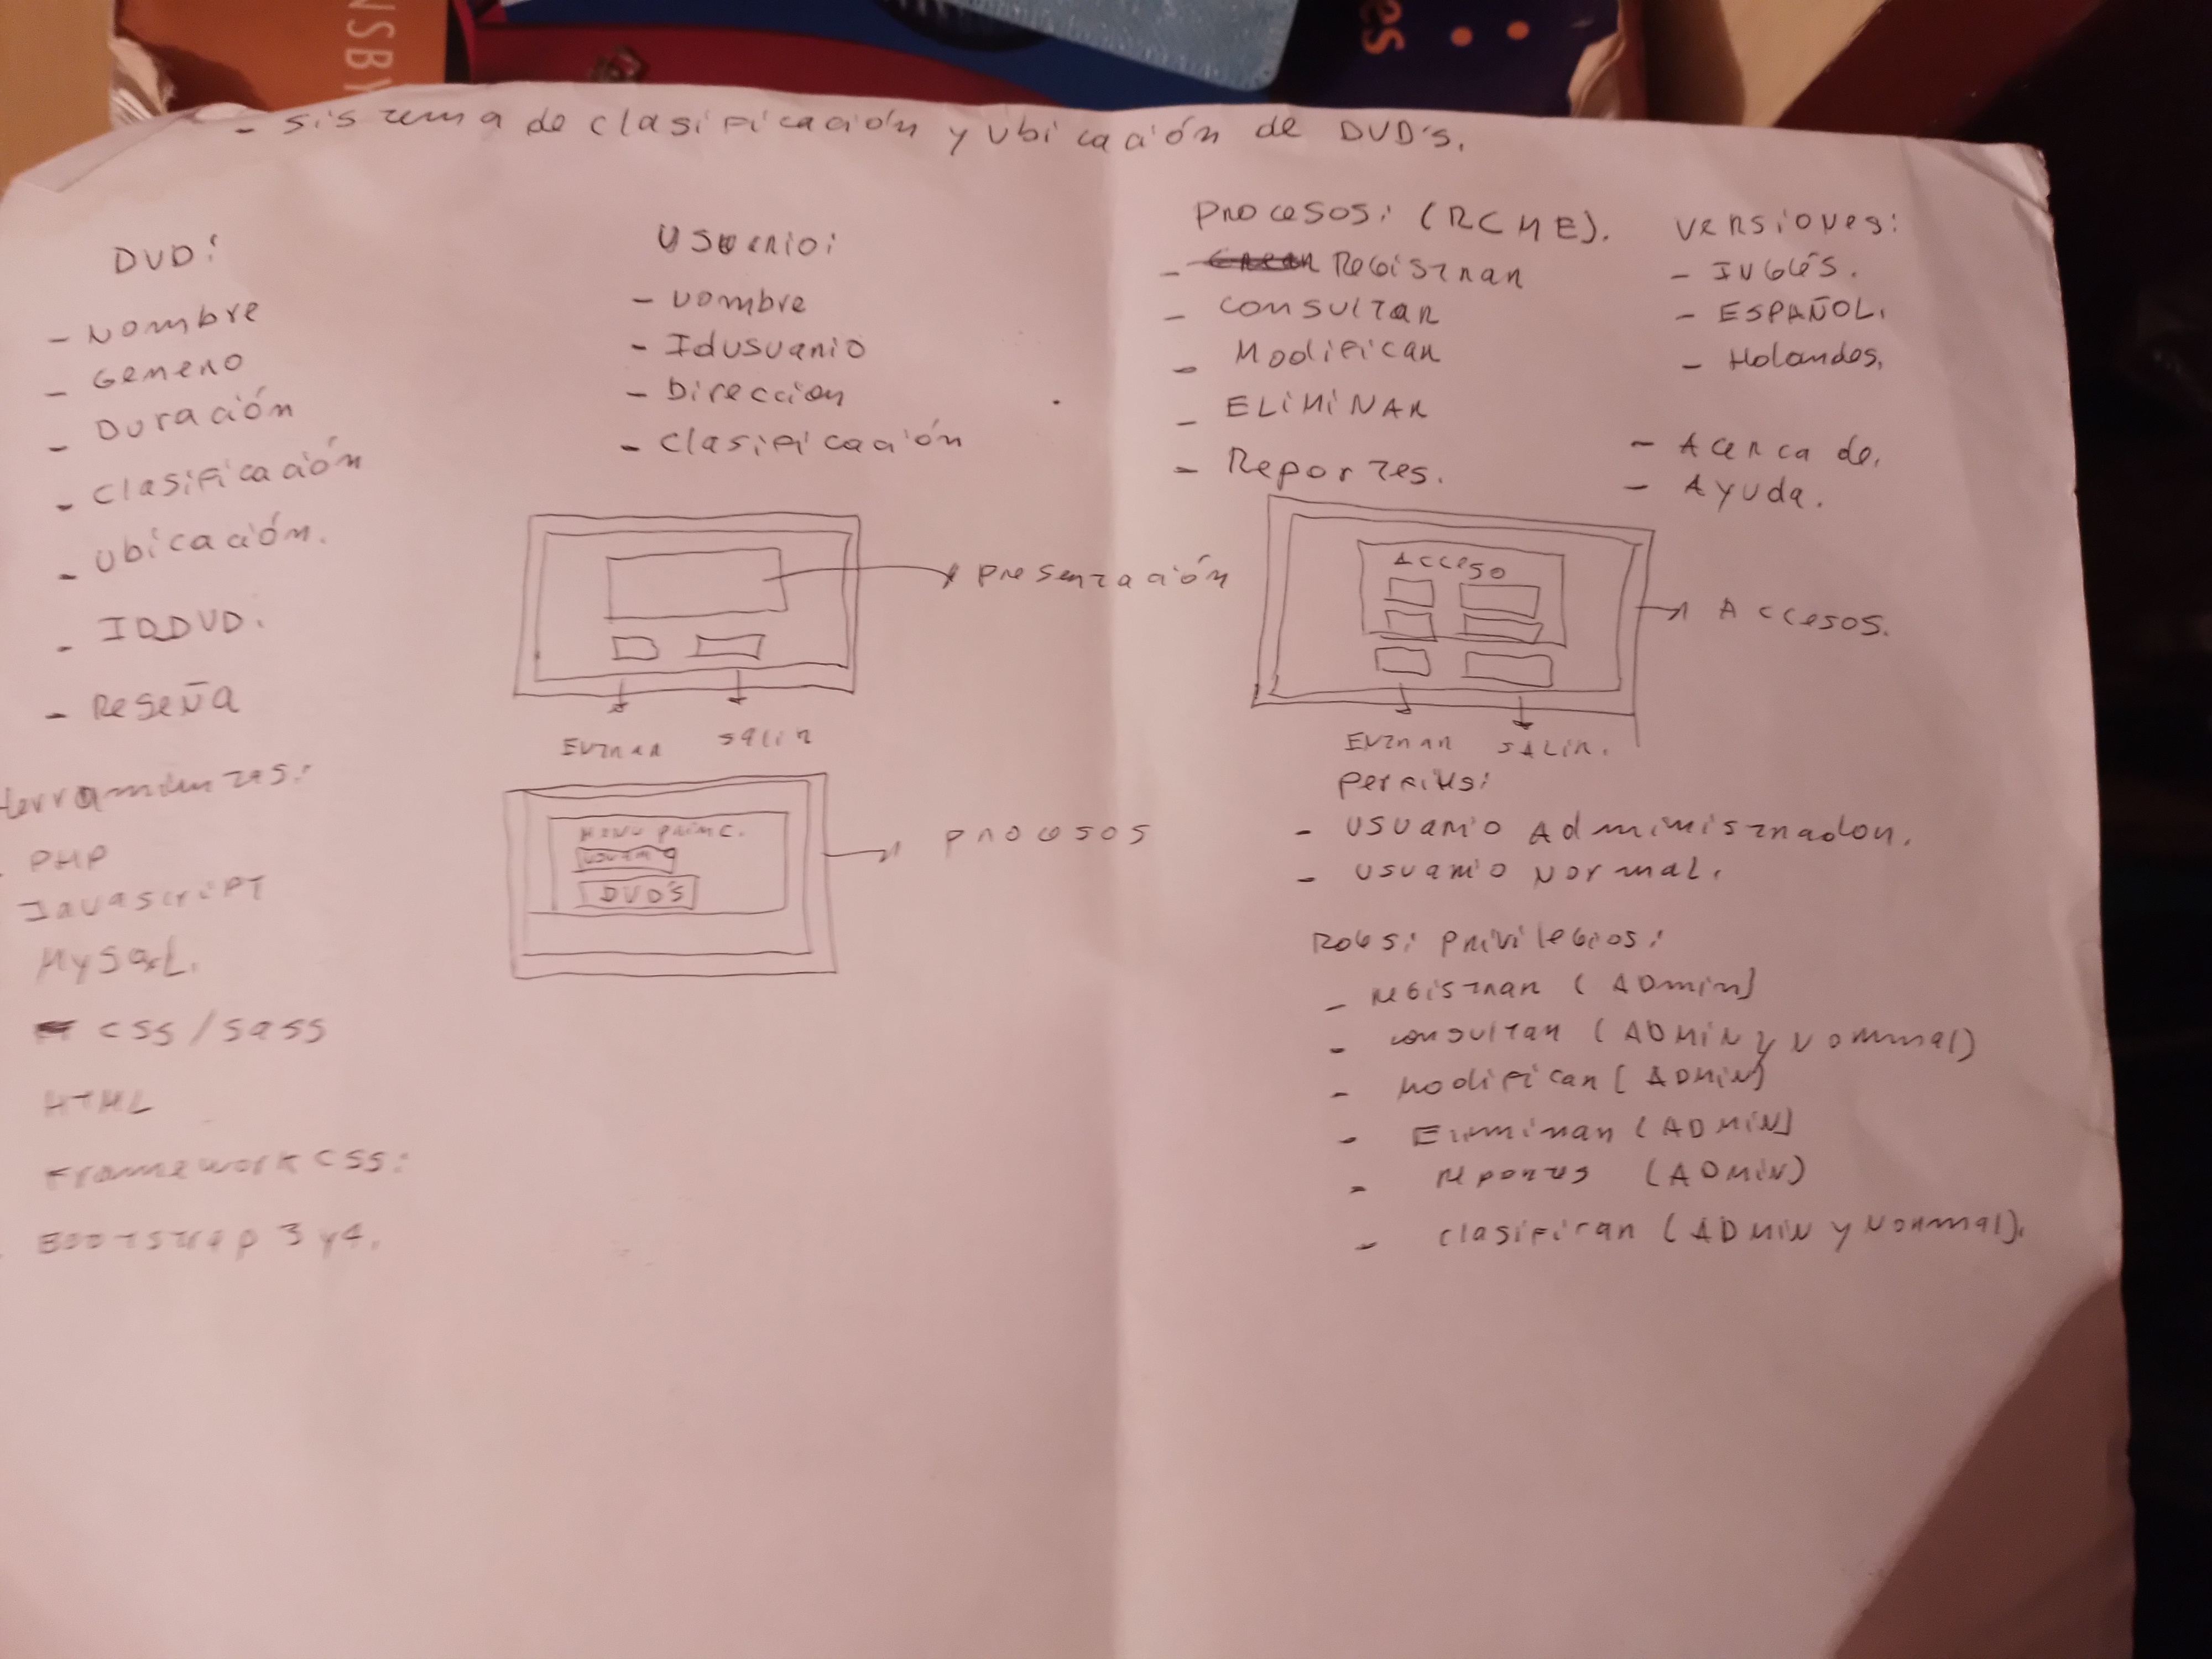 NSBY
es
- sistema de clasificación y ubicación de DVD's.
DVD:
- Nombre
- Genero
- Duración
- clasificación
- ubicación.
- IDDVD.
- Reseña
Herramientas:
PHP
Javascript
MySQL.
css/sass
HTML
Framework css:
Bootstrap 3 y 4.
Usuario:
- Nombre
- Idusuario
- Direccion
- clasificación
Presentación
Entrar
Salir
Menu princ.
usuario
DVD'S
procesos
Procesos: (RCME).
- Crear Registrar
- Consultar
- Modificar
- ELIMINAR
- Reportes.
Versiones:
- Inglés.
- ESPAÑOL.
- Holandes.
- Acerca de.
- Ayuda.
Acceso
Accesos.
Entrar
SALIR.
- usuario Administrador.
- usuario Normal.
Roles: privilegios:
- registrar (ADmin)
- consultar (ADMIN y Normal)
- Modificar (ADMIN)
- Eliminar (ADMIN)
- reportes (ADMIN)
- clasificar (ADMIN y Normal).